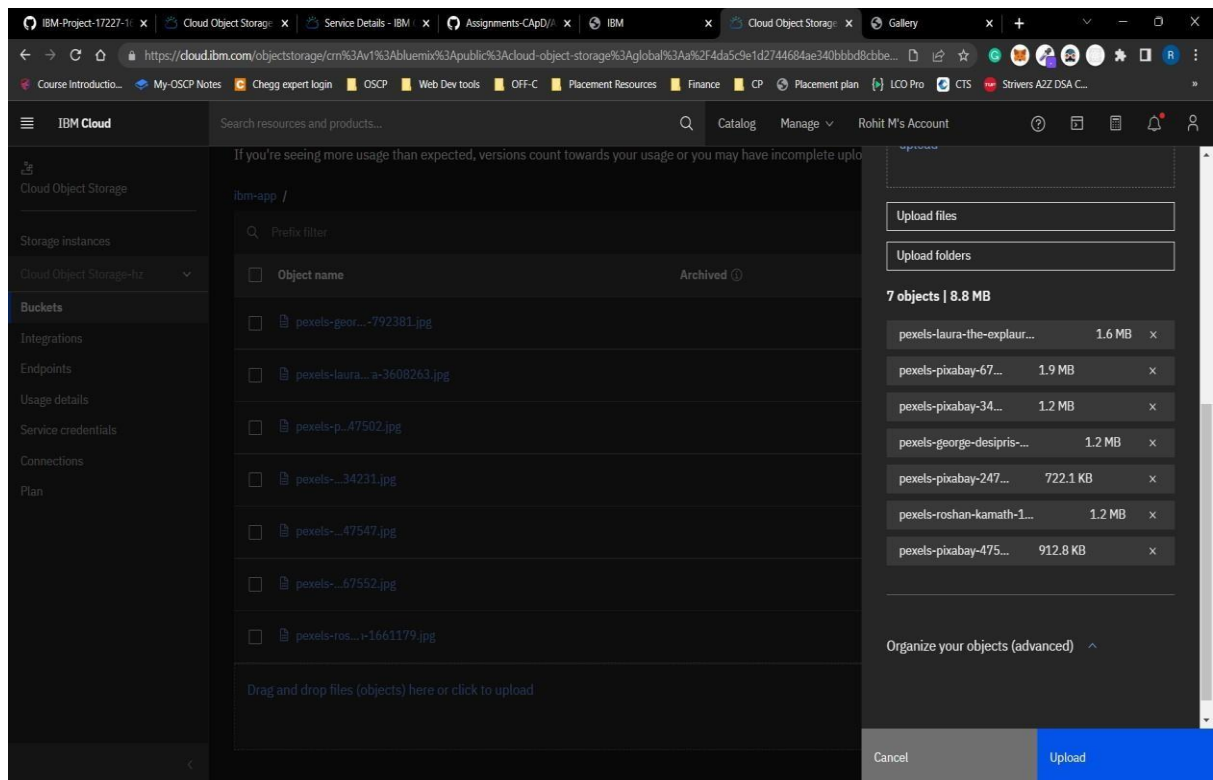 IBM-Project-17227-16
Cloud Object Storage
Service Details - IBM
Assignments-CApD/A
IBM
Cloud Object Storage
Gallery
https://cloud.ibm.com/objectstorage/crn%3Av1%3Abluemix%3Apublic%3Acloud-object-storage%3Aglobal%3Aa%2F4da5c9e1d2744684ae340bbbd8cbbe...
Course Introductio... My-OSCP Notes Chegg expert login OSCP Web Dev tools OFF-C Placement Resources Finance CP Placement plan LCO Pro CTS Strivers A2Z DSA C... »
IBM Cloud Search resources and products... Catalog Manage Rohit M's Account
If you're seeing more usage than expected, versions count towards your usage or you may have incomplete uplo
Cloud Object Storage
ibm-app /
Storage instances
Cloud Object Storage-hz
Buckets
Integrations
Endpoints
Usage details
Service credentials
Connections
Plan
Prefix filter
Object name Archived
pexels-geor...-792381.jpg
pexels-laura... a-3608263.jpg
pexels-p...47502.jpg
pexels-...34231.jpg
pexels-...47547.jpg
pexels-...67552.jpg
pexels-ros... -1661179.jpg
Drag and drop files (objects) here or click to upload
upload
Upload files
Upload folders
7 objects | 8.8 MB
pexels-laura-the-explaur... 1.6 MB ×
pexels-pixabay-67... 1.9 MB ×
pexels-pixabay-34... 1.2 MB ×
pexels-george-desipris-... 1.2 MB ×
pexels-pixabay-247... 722.1 KB ×
pexels-roshan-kamath-1... 1.2 MB ×
pexels-pixabay-475... 912.8 KB ×
Organize your objects (advanced)
Cancel Upload